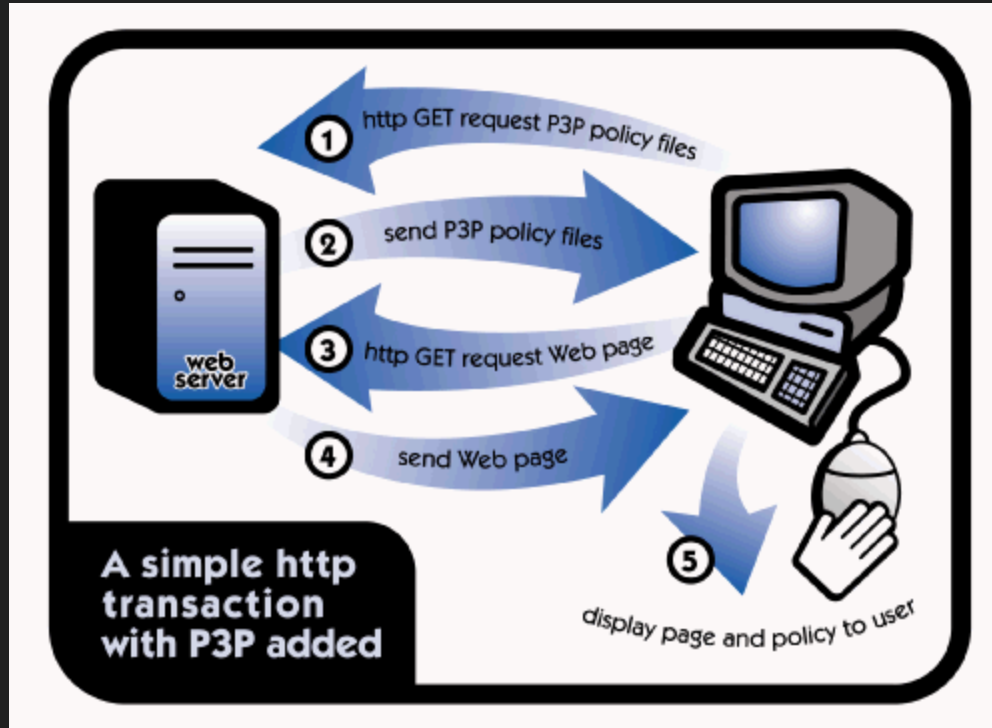 1 http GET request P3P policy files
2 send P3P policy files
web
server
3 http GET request Web page
4 send Web page
5
display page and policy to user
A simple http
transaction
with P3P added